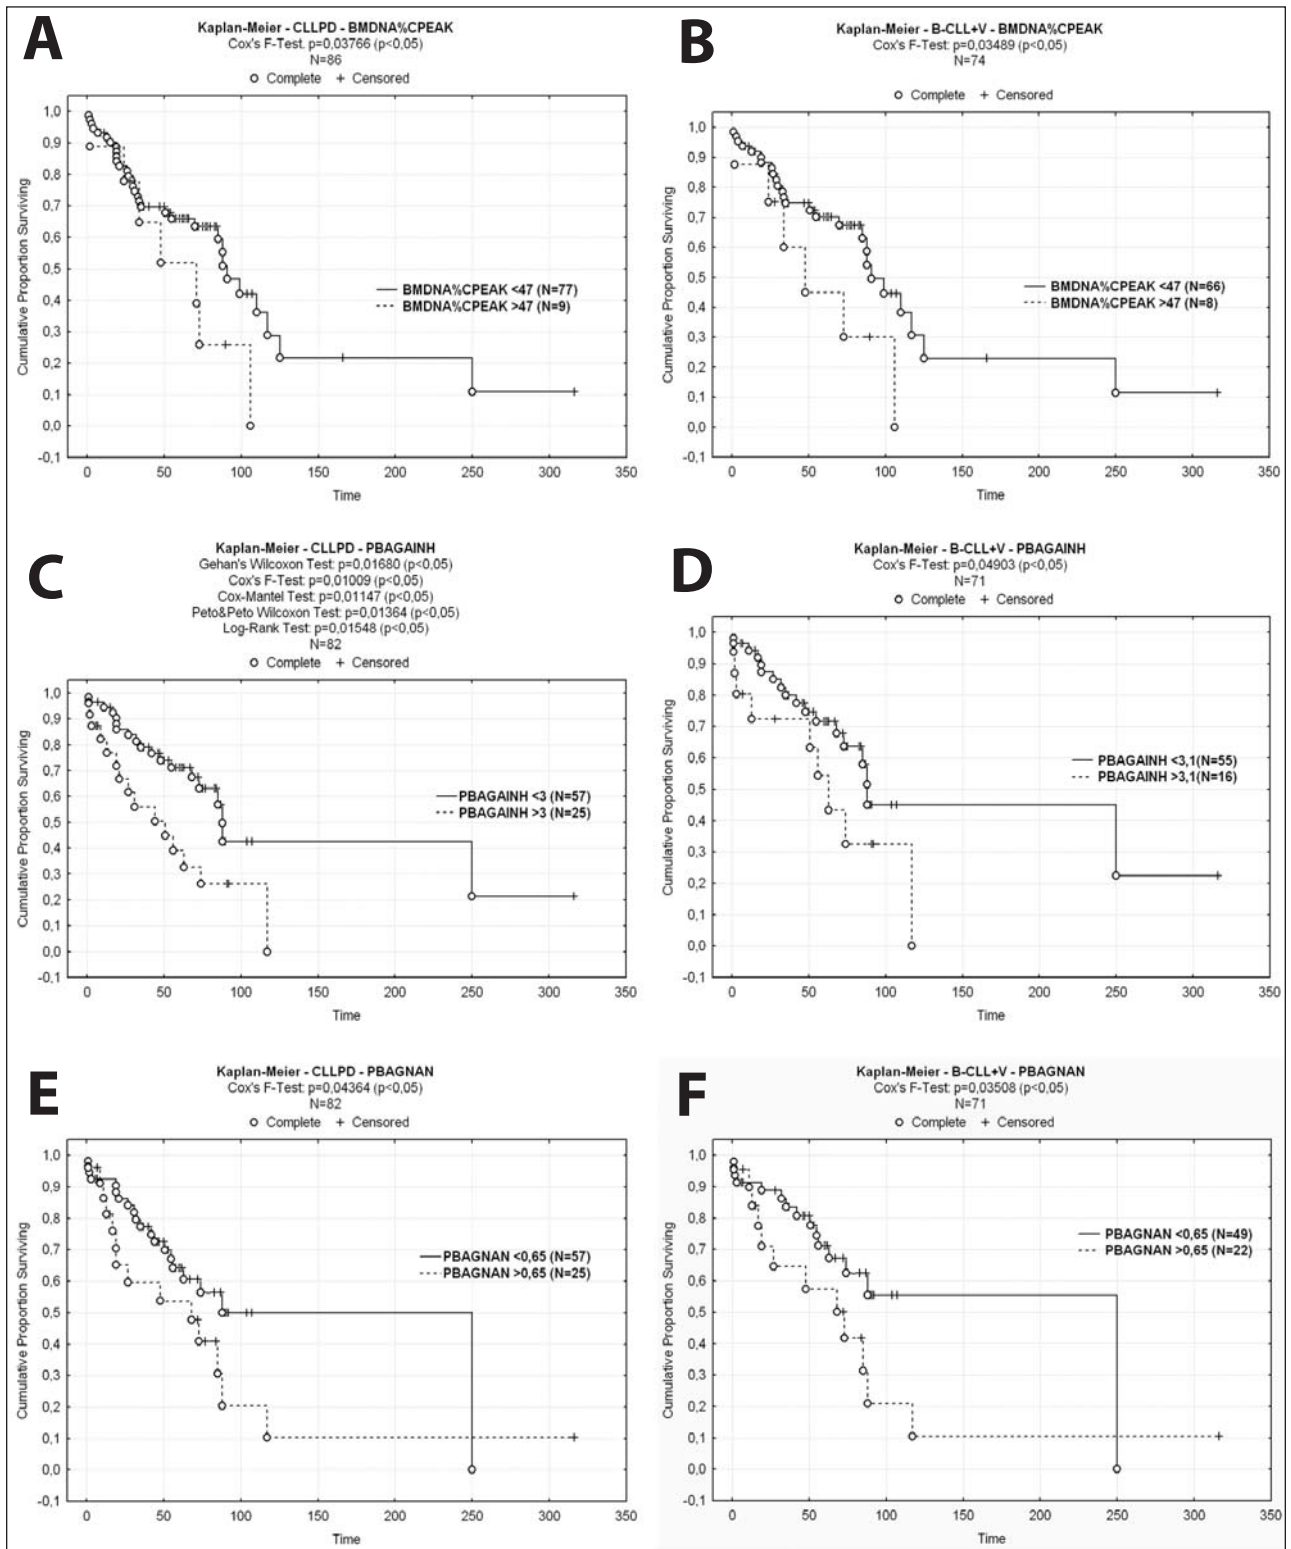 A
Kaplan-Meier - CLLPD - BMDNA%CPEAK
Cox's F-Test: p=0,03766 (p<0,05)
N=86
Complete + Censored
Cumulative Proportion Surviving
1,0
0,9
0,8
0,7
0,6
0,5
0,4
0,3
0,2
0,1
0,0
-0,1
BMDNA%CPEAK <47 (N=77)
BMDNA%CPEAK >47 (N=9)
0 50 100 150 200 250 300 350
Time
B
Kaplan-Meier - B-CLL+V - BMDNA%CPEAK
Cox's F-Test: p=0,03489 (p<0,05)
N=74
Complete + Censored
Cumulative Proportion Surviving
1,0
0,9
0,8
0,7
0,6
0,5
0,4
0,3
0,2
0,1
0,0
-0,1
BMDNA%CPEAK <47 (N=66)
BMDNA%CPEAK >47 (N=8)
0 50 100 150 200 250 300 350
Time
C
Kaplan-Meier - CLLPD - PBAGAINH
Gehan's Wilcoxon Test: p=0,01680 (p<0,05)
Cox's F-Test: p=0,01009 (p<0,05)
Cox-Mantel Test: p=0,01147 (p<0,05)
Peto&Peto Wilcoxon Test: p=0,01364 (p<0,05)
Log-Rank Test: p=0,01548 (p<0,05)
N=82
Complete + Censored
Cumulative Proportion Surviving
1,0
0,9
0,8
0,7
0,6
0,5
0,4
0,3
0,2
0,1
0,0
-0,1
PBAGAINH <3 (N=57)
PBAGAINH >3 (N=25)
0 50 100 150 200 250 300 350
Time
D
Kaplan-Meier - B-CLL+V - PBAGAINH
Cox's F-Test: p=0,04903 (p<0,05)
N=71
Complete + Censored
Cumulative Proportion Surviving
1,0
0,9
0,8
0,7
0,6
0,5
0,4
0,3
0,2
0,1
0,0
-0,1
PBAGAINH <3,1(N=55)
PBAGAINH >3,1(N=16)
0 50 100 150 200 250 300 350
Time
E
Kaplan-Meier - CLLPD - PBAGNAN
Cox's F-Test: p=0,04364 (p<0,05)
N=82
Complete + Censored
Cumulative Proportion Surviving
1,0
0,9
0,8
0,7
0,6
0,5
0,4
0,3
0,2
0,1
0,0
-0,1
PBAGNAN <0,65 (N=57)
PBAGNAN >0,65 (N=25)
0 50 100 150 200 250 300 350
Time
F
Kaplan-Meier - B-CLL+V - PBAGNAN
Cox's F-Test: p=0,03508 (p<0,05)
N=71
Complete + Censored
Cumulative Proportion Surviving
1,0
0,9
0,8
0,7
0,6
0,5
0,4
0,3
0,2
0,1
0,0
-0,1
PBAGNAN <0,65 (N=49)
PBAGNAN >0,65 (N=22)
0 50 100 150 200 250 300 350
Time